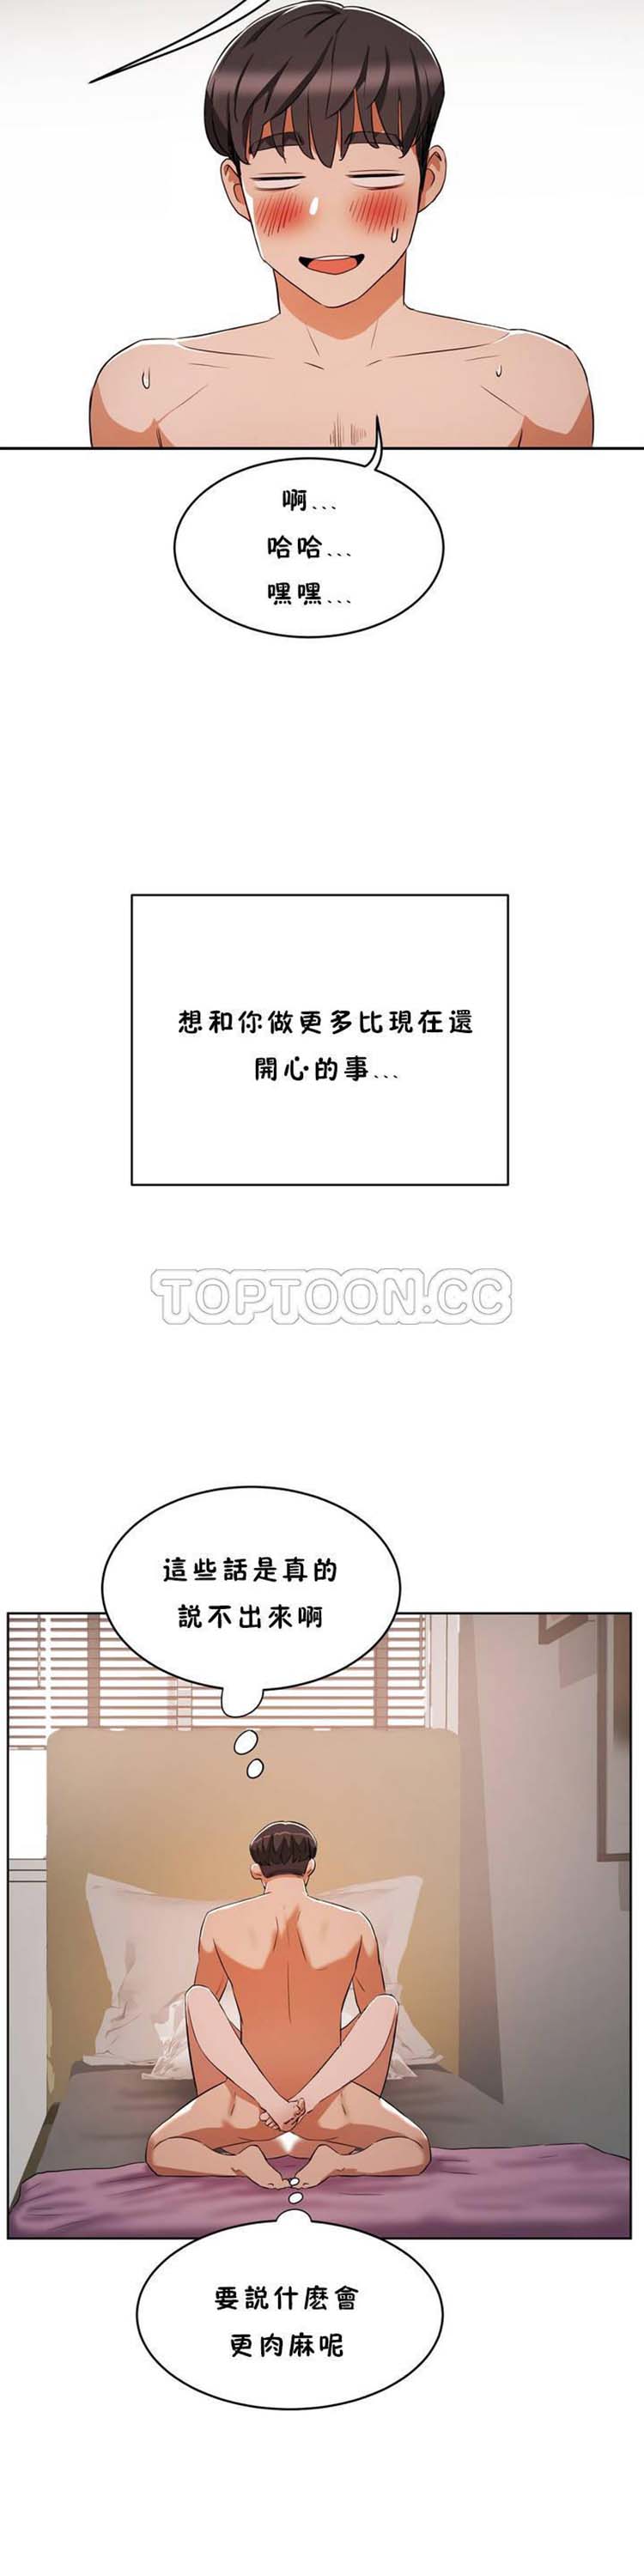 啊...
哈哈...
嘿嘿...
想和你做更多比現在還
開心的事...
TOPTOON.CC
這些話是真的
說不出來啊
要說什麽會
更肉麻呢